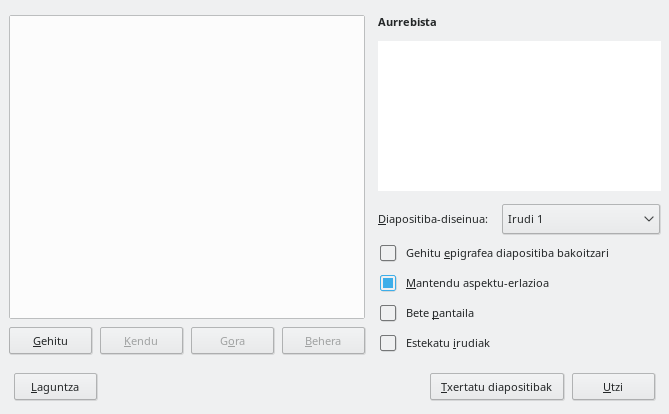 Aurrebista
Diapositiba-diseinua: Irudi 1
Gehitu epigrafea diapositiba bakoitzari
Mantendu aspektu-erlazioa
Bete pantaila
Estekatu irudiak
Gehitu Kendu Gora Behera
Laguntza Txertatu diapositibak Utzi